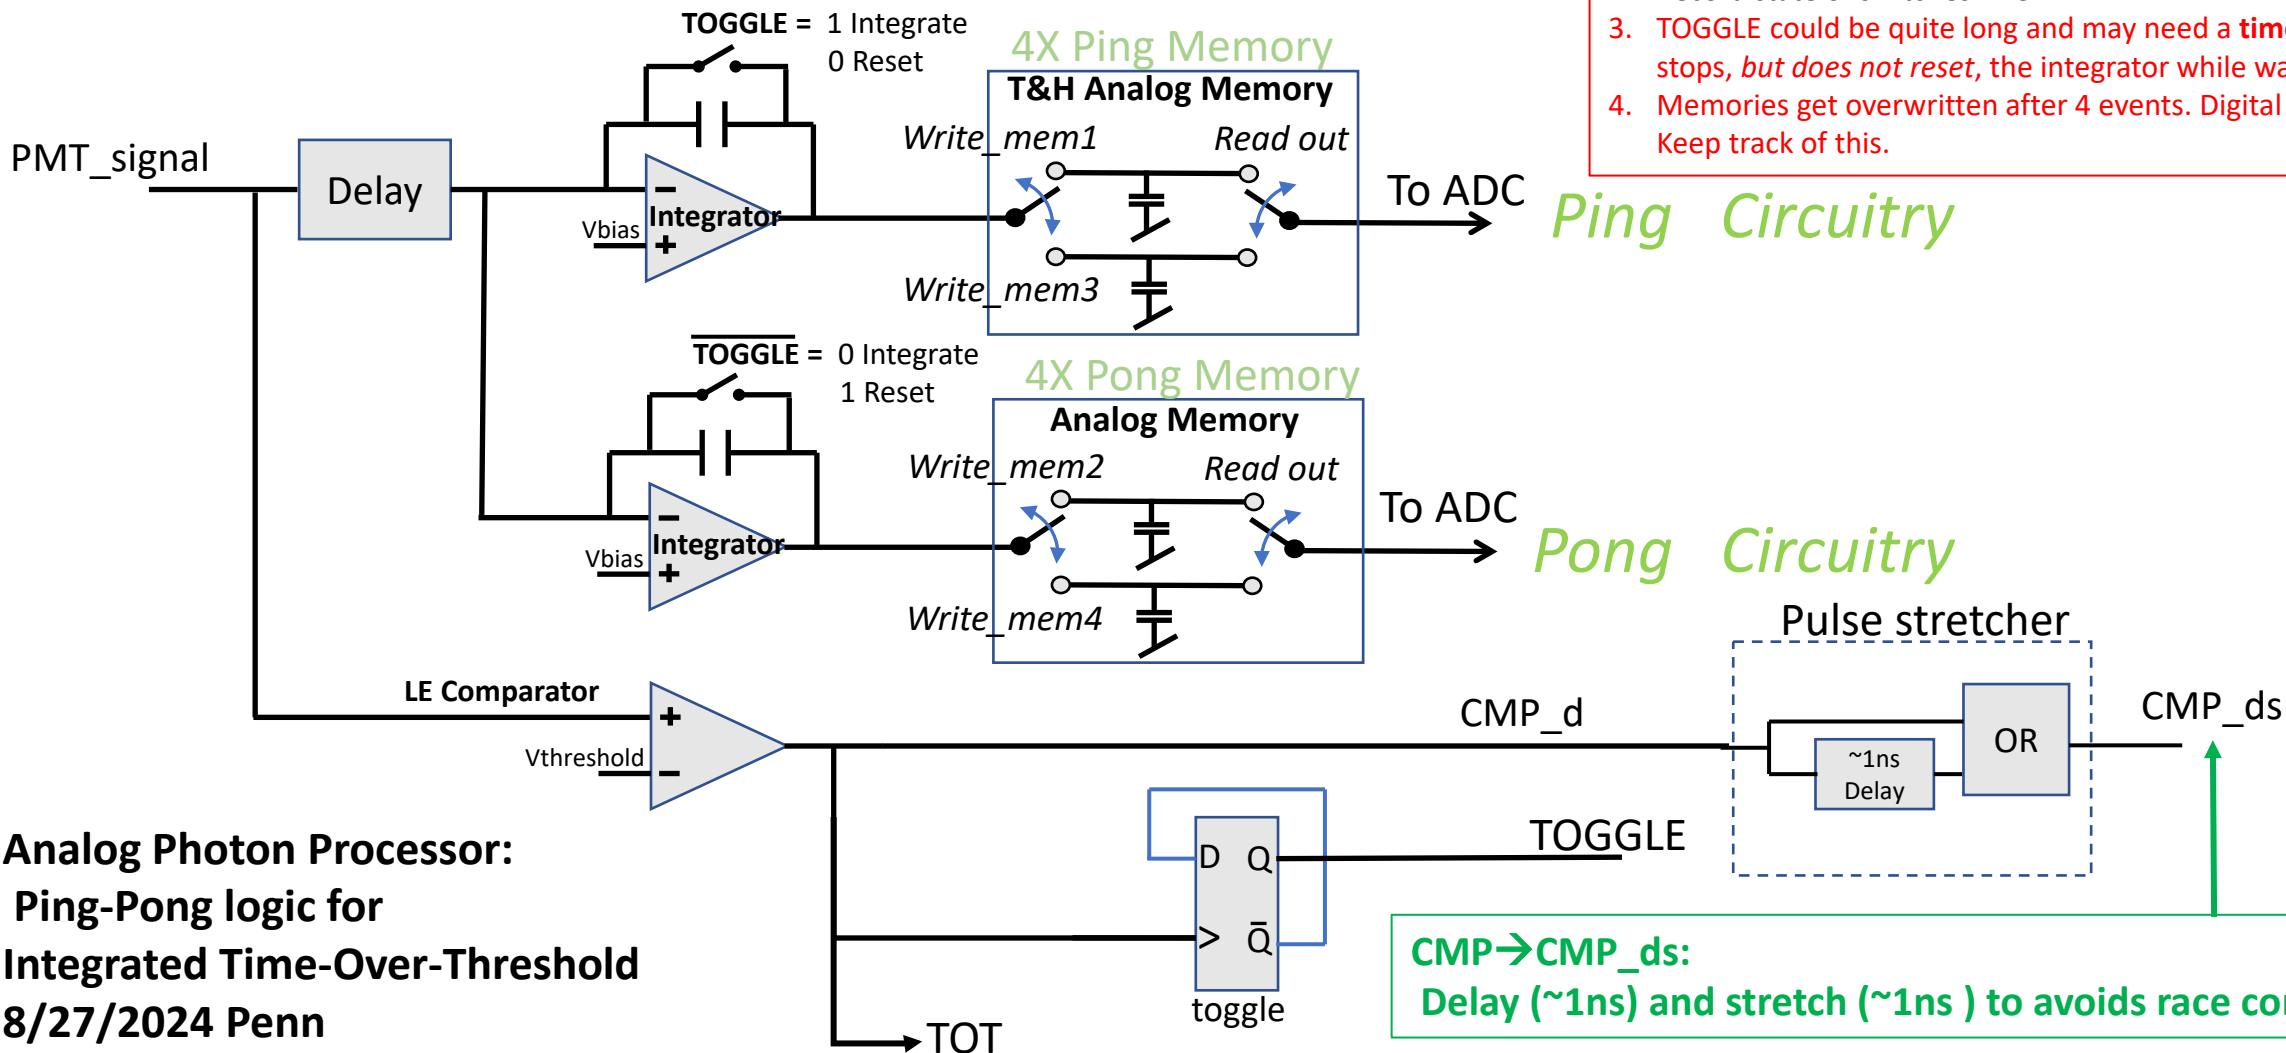 TOGGLE = 1 Integrate
0 Reset
3. TOGGLE could be quite long and may need a
stops, but does not reset, the integrator while
4. Memories get overwritten after 4 events. Digital
Keep track of this.
4X Ping Memory
T&H Analog Memory
Write_mem1
Read out
Write_mem3
PMT_signal
Delay
Integrator
Vbias
To ADC
Ping Circuitry
TOGGLE = 0 Integrate
1 Reset
4X Pong Memory
Analog Memory
Write_mem2
Read out
Write_mem4
Integrator
Vbias
To ADC
Pong Circuitry
Pulse stretcher
LE Comparator
Vthreshold
CMP_d
~1ns
Delay
OR
CMP_ds
D Q
> Q̅
toggle
TOGGLE
TOT
Analog Photon Processor:
Ping-Pong logic for
Integrated Time-Over-Threshold
8/27/2024 Penn
CMP→CMP_ds:
Delay (~1ns) and stretch (~1ns ) to avoids race